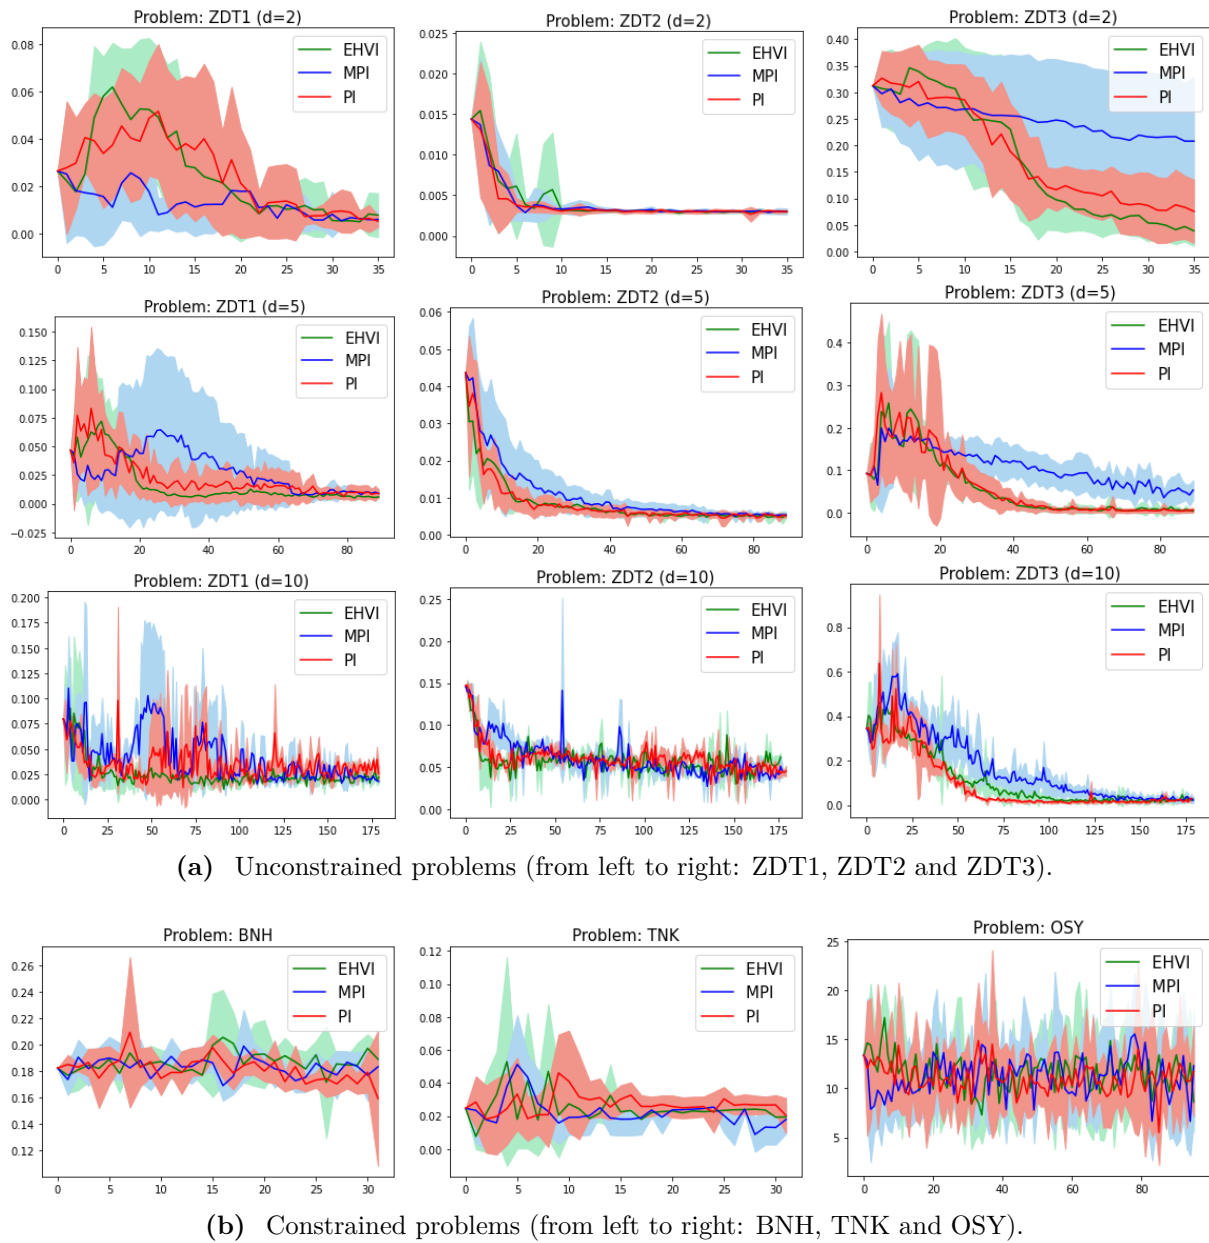 Problem: ZDT1 (d=2)
0.08
0.06
0.04
0.02
0.00
0 5 10 15 20 25 30 35
EHVI
MPI
PI
Problem: ZDT2 (d=2)
0.025
0.020
0.015
0.010
0.005
0.000
0 5 10 15 20 25 30 35
EHVI
MPI
PI
Problem: ZDT3 (d=2)
0.40
0.35
0.30
0.25
0.20
0.15
0.10
0.05
0.00
0 5 10 15 20 25 30 35
EHVI
MPI
PI
Problem: ZDT1 (d=5)
0.150
0.125
0.100
0.075
0.050
0.025
0.000
−0.025
0 20 40 60 80
EHVI
MPI
PI
Problem: ZDT2 (d=5)
0.06
0.05
0.04
0.03
0.02
0.01
0.00
0 20 40 60 80
EHVI
MPI
PI
Problem: ZDT3 (d=5)
0.4
0.3
0.2
0.1
0.0
0 20 40 60 80
EHVI
MPI
PI
Problem: ZDT1 (d=10)
0.200
0.175
0.150
0.125
0.100
0.075
0.050
0.025
0.000
0 25 50 75 100 125 150 175
EHVI
MPI
PI
Problem: ZDT2 (d=10)
0.25
0.20
0.15
0.10
0.05
0.00
0 25 50 75 100 125 150 175
EHVI
MPI
PI
Problem: ZDT3 (d=10)
0.8
0.6
0.4
0.2
0.0
0 25 50 75 100 125 150 175
EHVI
MPI
PI
(a) Unconstrained problems (from left to right: ZDT1, ZDT2 and ZDT3).
Problem: BNH
0.26
0.24
0.22
0.20
0.18
0.16
0.14
0.12
0 5 10 15 20 25 30
EHVI
MPI
PI
Problem: TNK
0.12
0.10
0.08
0.06
0.04
0.02
0.00
0 5 10 15 20 25 30
EHVI
MPI
PI
Problem: OSY
25
20
15
10
5
0 20 40 60 80
EHVI
MPI
PI
(b) Constrained problems (from left to right: BNH, TNK and OSY).